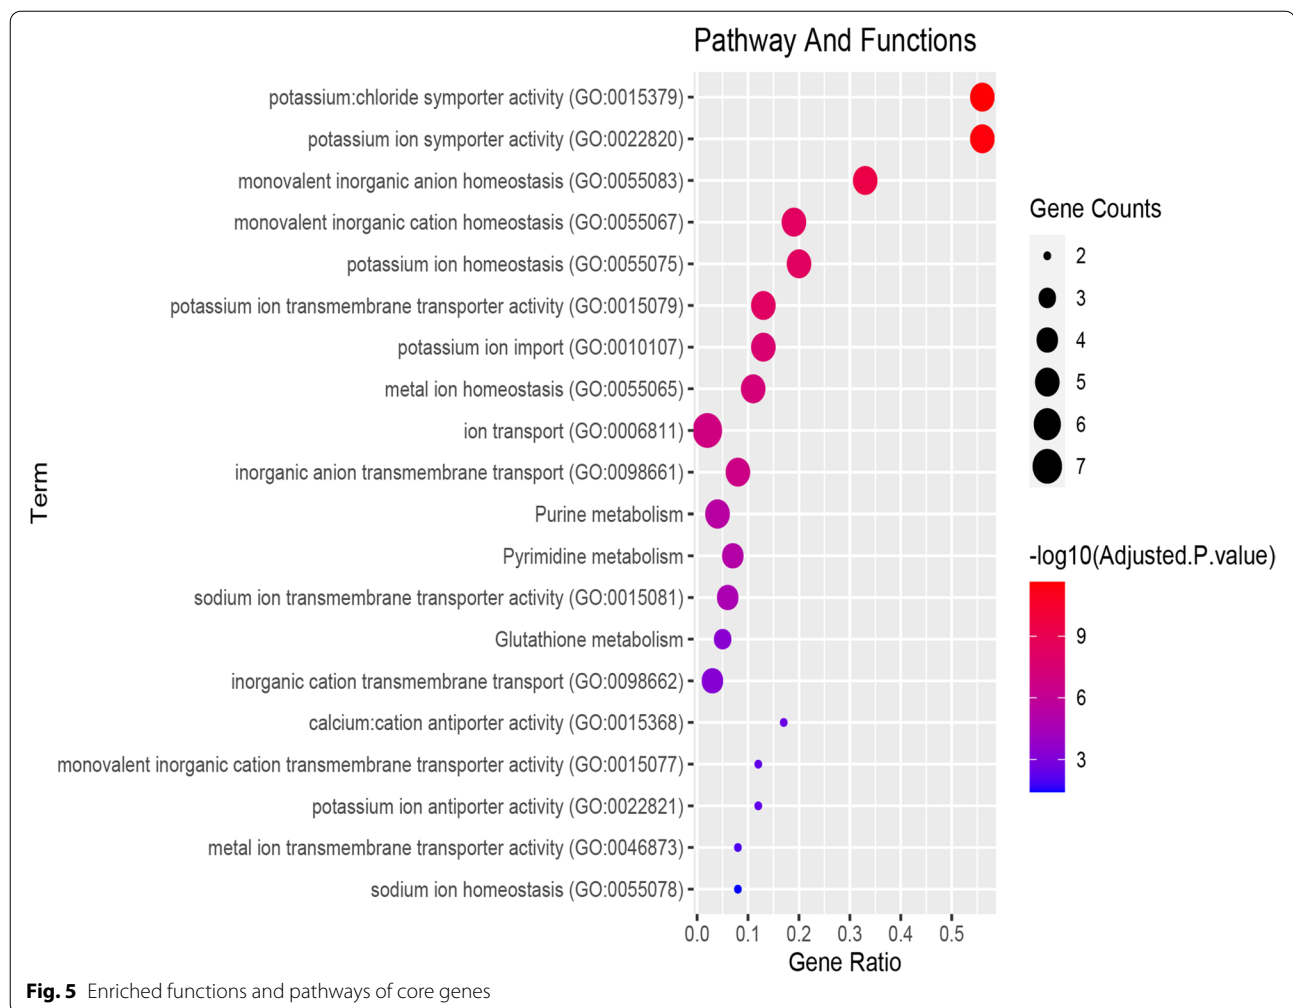 Pathway And Functions
potassium:chloride symporter activity (GO:0015379)
potassium ion symporter activity (GO:0022820)
monovalent inorganic anion homeostasis (GO:0055083)
monovalent inorganic cation homeostasis (GO:0055067)
potassium ion homeostasis (GO:0055075)
potassium ion transmembrane transporter activity (GO:0015079)
potassium ion import (GO:0010107)
metal ion homeostasis (GO:0055065)
ion transport (GO:0006811)
inorganic anion transmembrane transport (GO:0098661)
Purine metabolism
Pyrimidine metabolism
sodium ion transmembrane transporter activity (GO:0015081)
Glutathione metabolism
inorganic cation transmembrane transport (GO:0098662)
calcium:cation antiporter activity (GO:0015368)
monovalent inorganic cation transmembrane transporter activity (GO:0015077)
potassium ion antiporter activity (GO:0022821)
metal ion transmembrane transporter activity (GO:0046873)
sodium ion homeostasis (GO:0055078)
Term
0.0 0.1 0.2 0.3 0.4 0.5
Gene Ratio
Gene Counts
2
3
4
5
6
7
-log10(Adjusted.P.value)
9
6
3
Fig. 5 Enriched functions and pathways of core genes